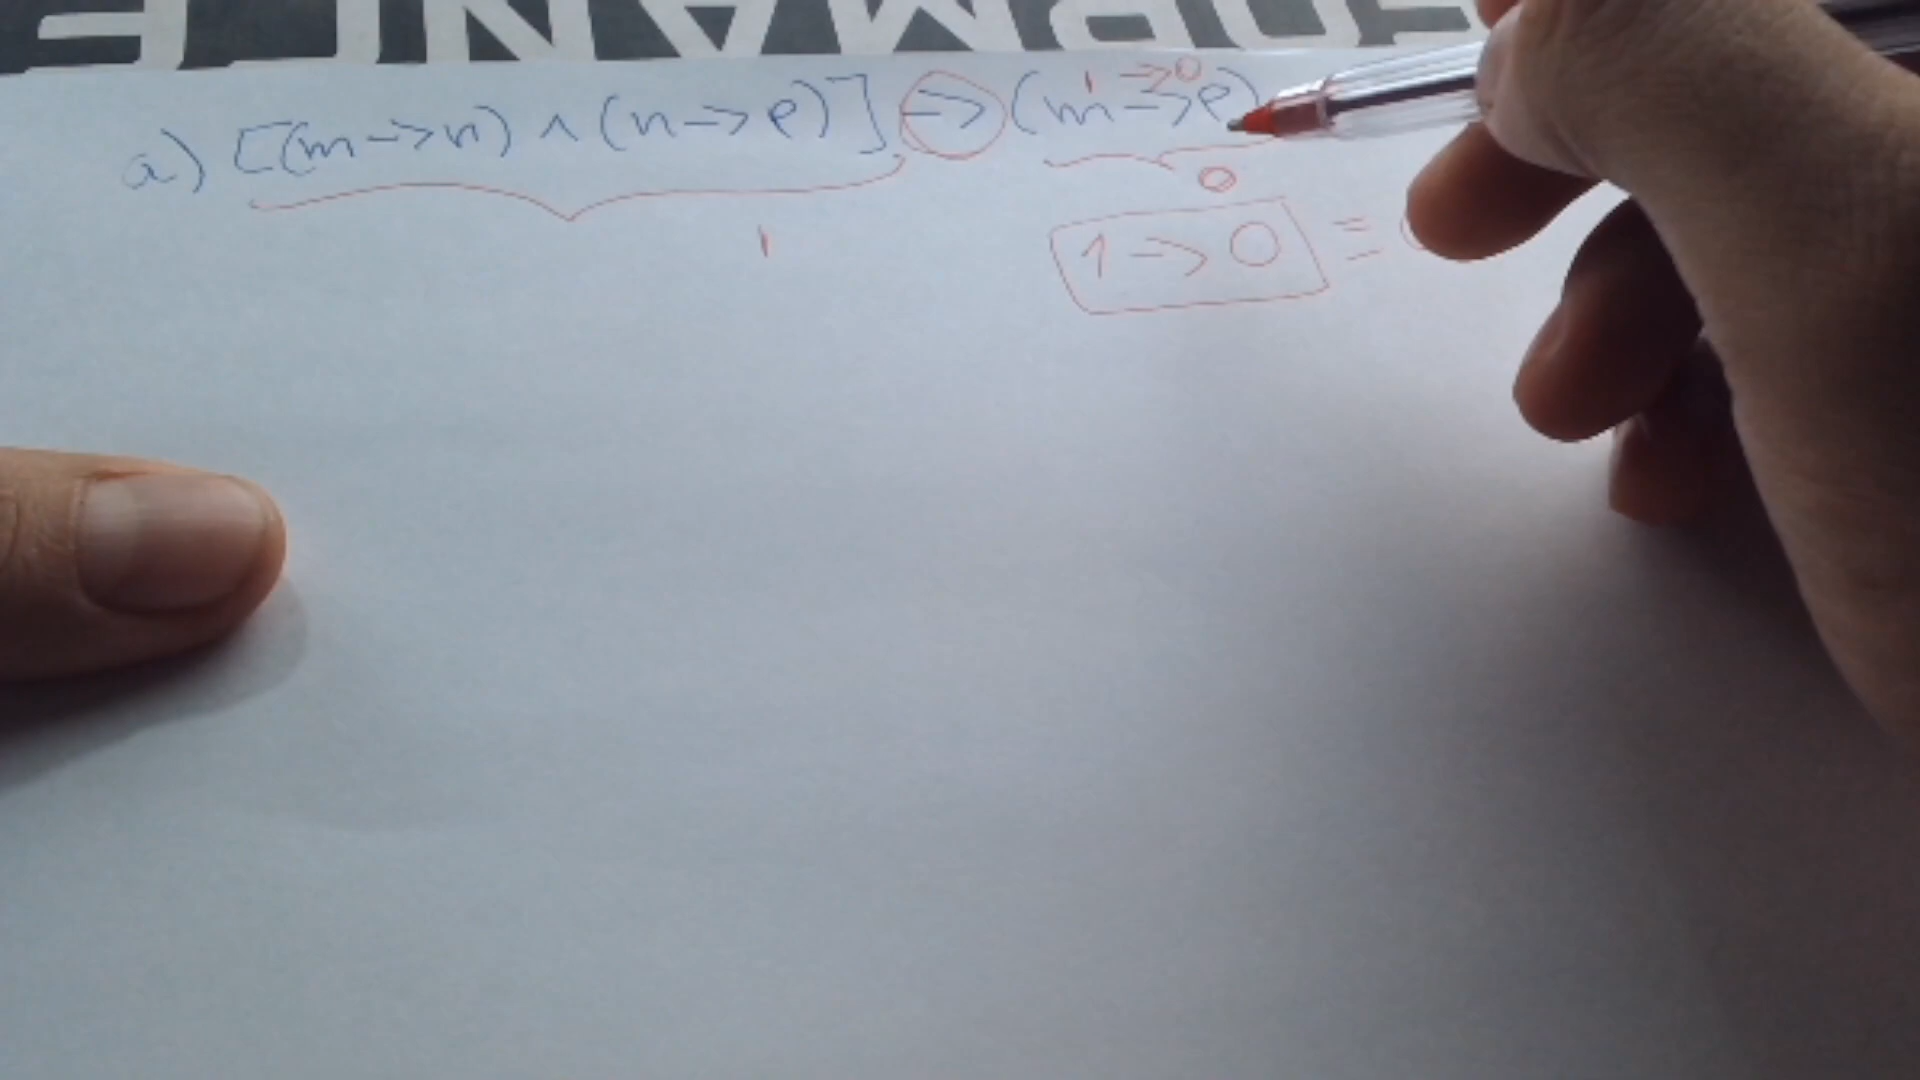 a) [(m->n) ∧ (n->e)] -> (m->e)
1 -> 0
1
0
1 -> 0 =